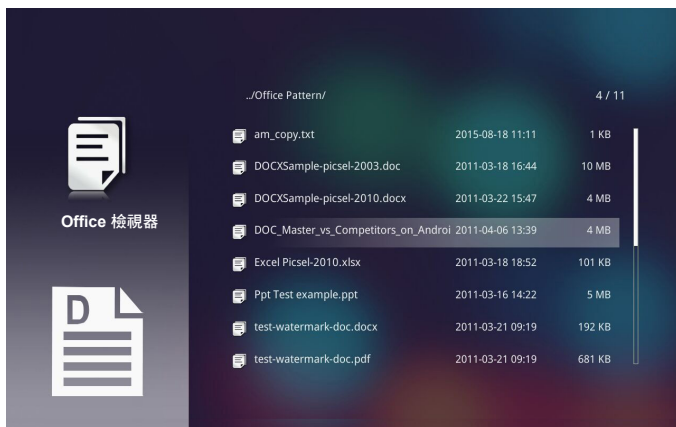 ../Office Pattern/ 4 / 11
am_copy.txt 2015-08-18 11:11 1 KB
DOCXSample-picsel-2003.doc 2011-03-18 16:44 10 MB
DOCXSample-picsel-2010.docx 2011-03-22 15:47 4 MB
Office 檢視器
DOC_Master_vs_Competitors_on_Androi 2011-04-06 13:39 4 MB
Excel Picsel-2010.xlsx 2011-03-18 18:52 101 KB
Ppt Test example.ppt 2011-03-16 14:22 5 MB
D
test-watermark-doc.docx 2011-03-21 09:19 192 KB
test-watermark-doc.pdf 2011-03-21 09:19 681 KB